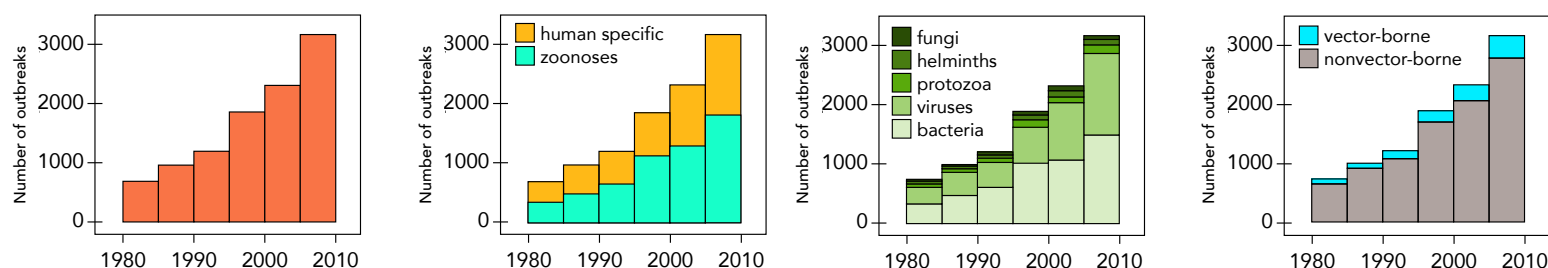 Number of outbreaks
3000
2000
1000
0
1980 1990 2000 2010
Number of outbreaks
3000
2000
1000
0
human specific
zoonoses
1980 1990 2000 2010
Number of outbreaks
3000
2000
1000
0
fungi
helminths
protozoa
viruses
bacteria
1980 1990 2000 2010
Number of outbreaks
3000
2000
1000
0
vector-borne
nonvector-borne
1980 1990 2000 2010